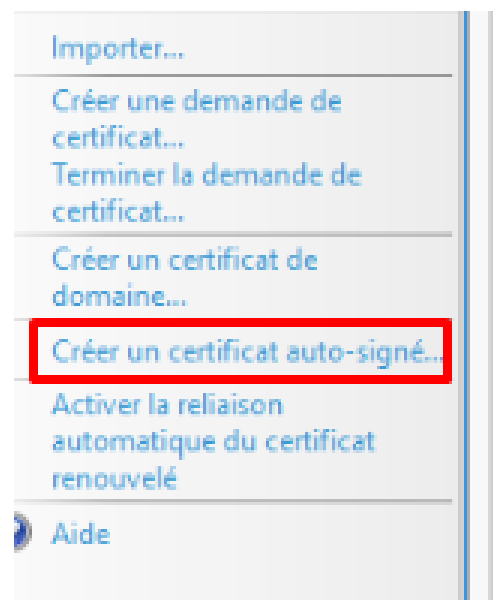 Importer...
Créer une demande de
certificat...
Terminer la demande de
certificat...
Créer un certificat de
domaine...
Créer un certificat auto-signé...
Activer la reliaison
automatique du certificat
renouvelé
Aide